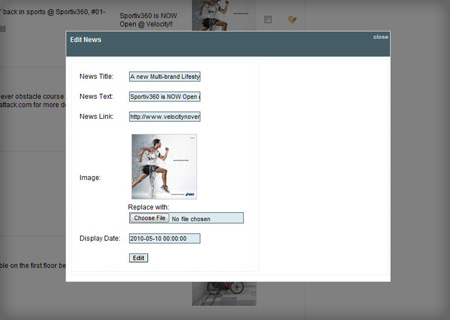 ' back in sports @ Sportiv360, #01-
Sportiv360 is NOW
Open @ Velocity!!
Edit News
close
News Title:
A new Multi-brand Lifesty
News Text:
Sportiv360 is NOW Open
News Link:
http://www.velocitynover
ever obstacle course
attack:com for more de
Image:
Replace with:
Choose File No file chosen
Display Date:
2010-05-10 00:00:00
Edit
ble on the first floor be